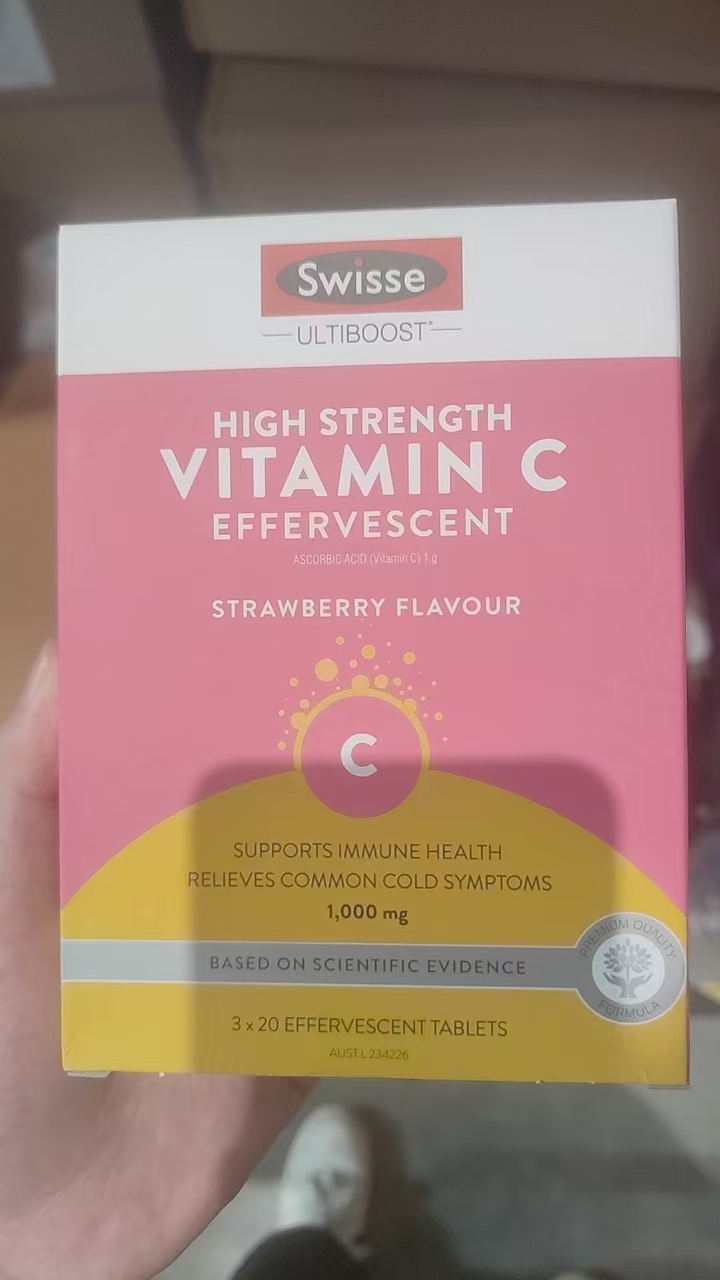 Swisse
ULTIBOOST®
HIGH STRENGTH
VITAMIN C
EFFERVESCENT
ASCORBIC ACID (Vitamin C) 1 g
STRAWBERRY FLAVOUR
C
SUPPORTS IMMUNE HEALTH
RELIEVES COMMON COLD SYMPTOMS
1,000 mg
BASED ON SCIENTIFIC EVIDENCE
PREMIUM QUALITY
FORMULA
3 x 20 EFFERVESCENT TABLETS
AUST L 234226